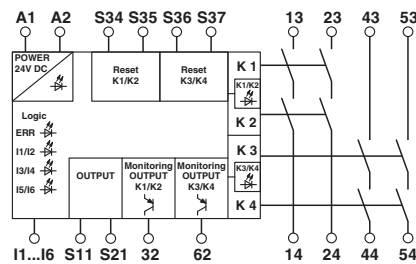 A1 A2 S34 S35 S36 S37 13 23 43 53
POWER
24V DC
Reset
K1/K2
Reset
K3/K4
K 1
K1/K2
K 2
Logic
ERR
I1/I2
I3/I4
I5/I6
K 3
K3/K4
K 4
OUTPUT
Monitoring
OUTPUT
K1/K2
Monitoring
OUTPUT
K3/K4
I1...I6 S11 S21 32 62 14 24 44 54